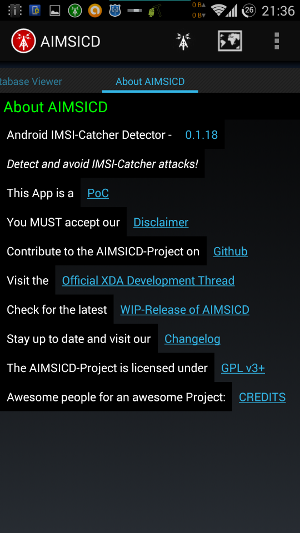 0 B
0 B
26
21:36
AIMSICD
tabase Viewer
About AIMSICD
About AIMSICD
Android IMSI-Catcher Detector - 0.1.18
Detect and avoid IMSI-Catcher attacks!
This App is a PoC
You MUST accept our Disclaimer
Contribute to the AIMSICD-Project on Github
Visit the Official XDA Development Thread
Check for the latest WIP-Release of AIMSICD
Stay up to date and visit our Changelog
The AIMSICD-Project is licensed under GPL v3+
Awesome people for an awesome Project: CREDITS